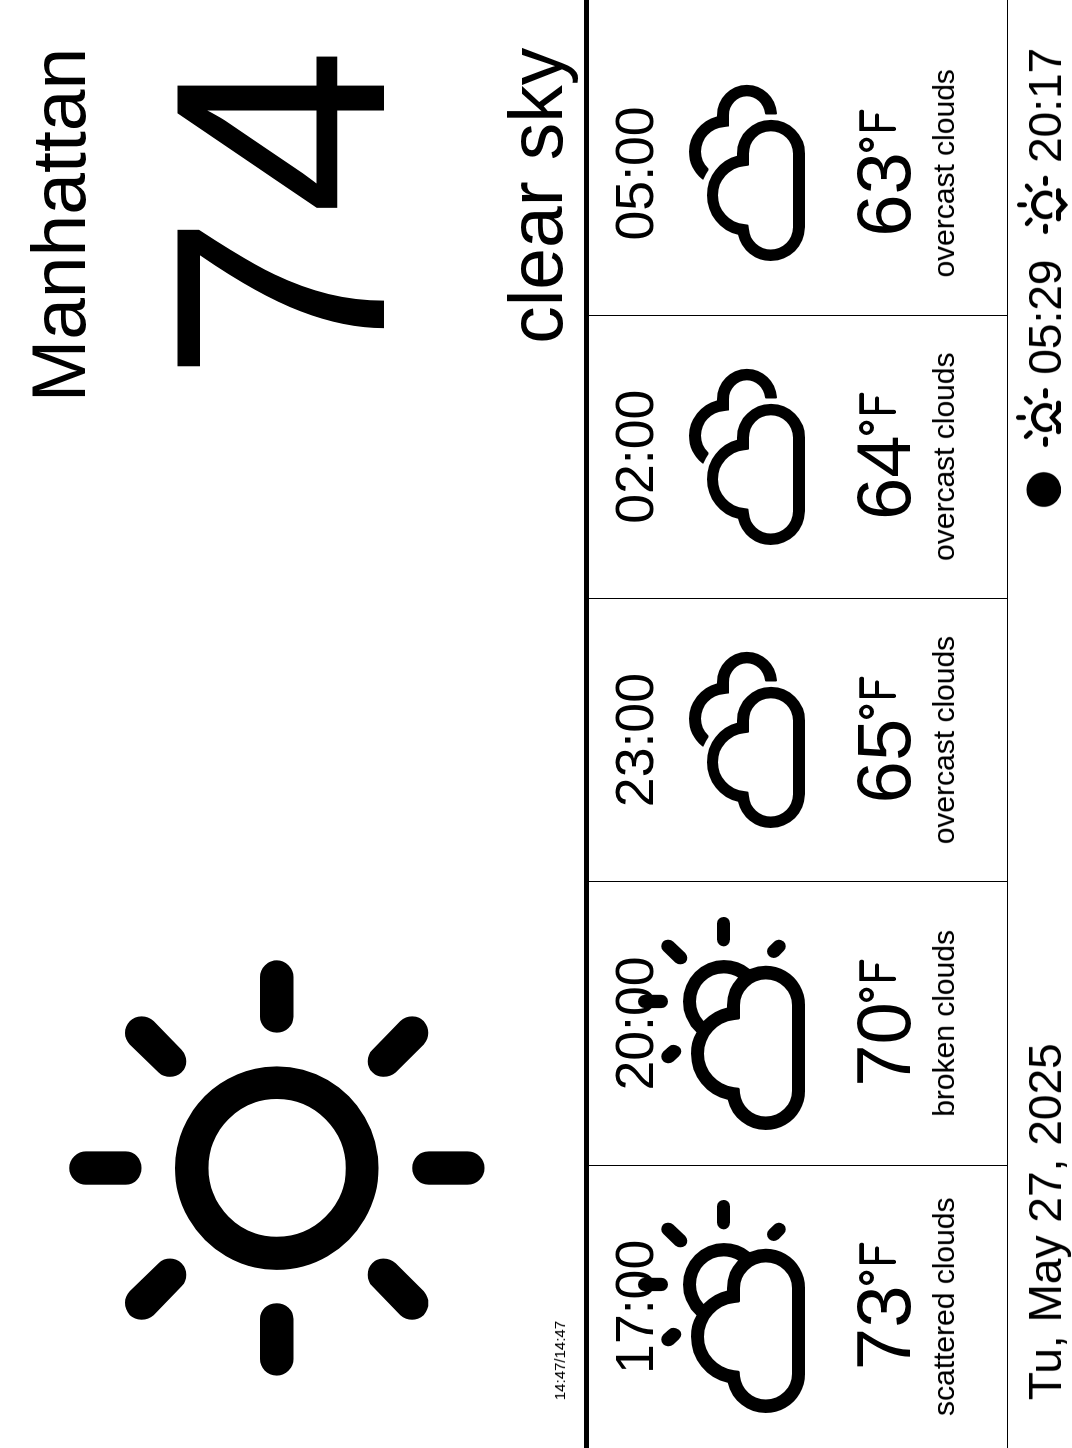 Manhattan
74
clear sky
14:47/14:47
17:00
20:00
23:00
02:00
05:00
73°F
70°F
65°F
64°F
63°F
scattered clouds
broken clouds
overcast clouds
overcast clouds
overcast clouds
Tu, May 27, 2025
05:29
20:17